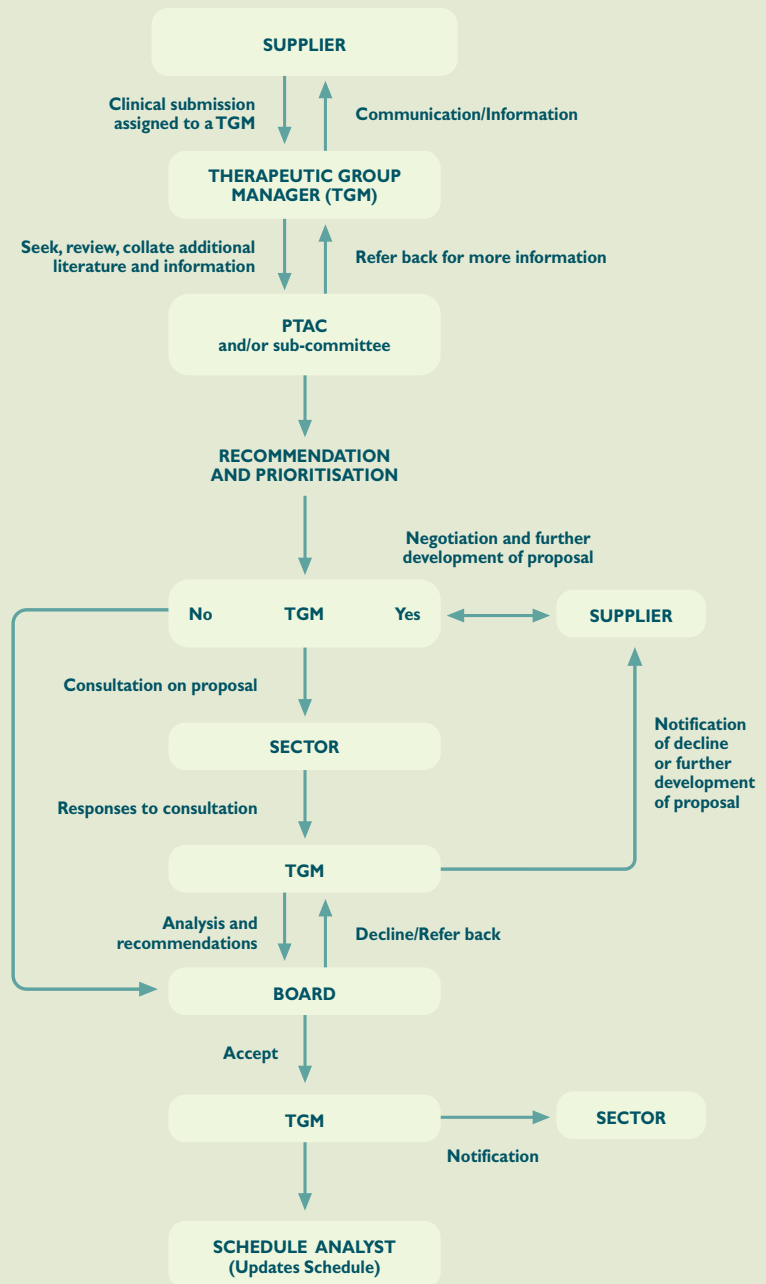 SUPPLIER
Clinical submission
assigned to a TGM
Communication/Information
THERAPEUTIC GROUP
MANAGER (TGM)
Seek, review, collate additional
literature and information
Refer back for more information
PTAC
and/or sub-committee
RECOMMENDATION
AND PRIORITISATION
Negotiation and further
development of proposal
No TGM Yes
SUPPLIER
Consultation on proposal
SECTOR
Notification
of decline
or further
development
of proposal
Responses to consultation
TGM
Analysis and
recommendations
Decline/Refer back
BOARD
Accept
TGM
SECTOR
Notification
SCHEDULE ANALYST
(Updates Schedule)